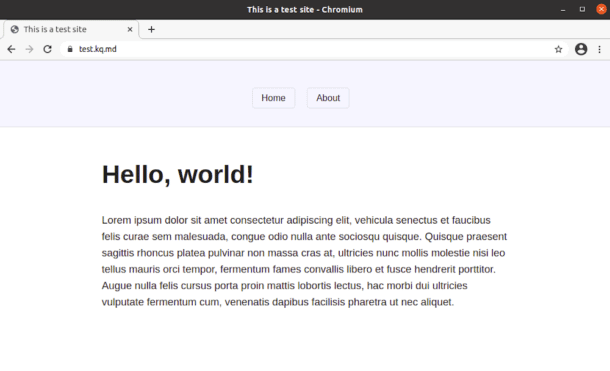 This is a test site - Chromium
This is a test site
test.kq.md
Home About
Hello, world!
Lorem ipsum dolor sit amet consectetur adipiscing elit, vehicula senectus et faucibus
felis curae sem malesuada, congue odio nulla ante sociosqu quisque. Quisque praesent
sagittis rhoncus platea pulvinar non massa cras at, ultricies nunc mollis molestie nisi leo
tellus mauris orci tempor, fermentum fames convallis libero et fusce hendrerit porttitor.
Augue nulla felis cursus porta proin mattis lobortis lectus, hac morbi dui ultricies
vulputate fermentum cum, venenatis dapibus facilisis pharetra ut nec aliquet.